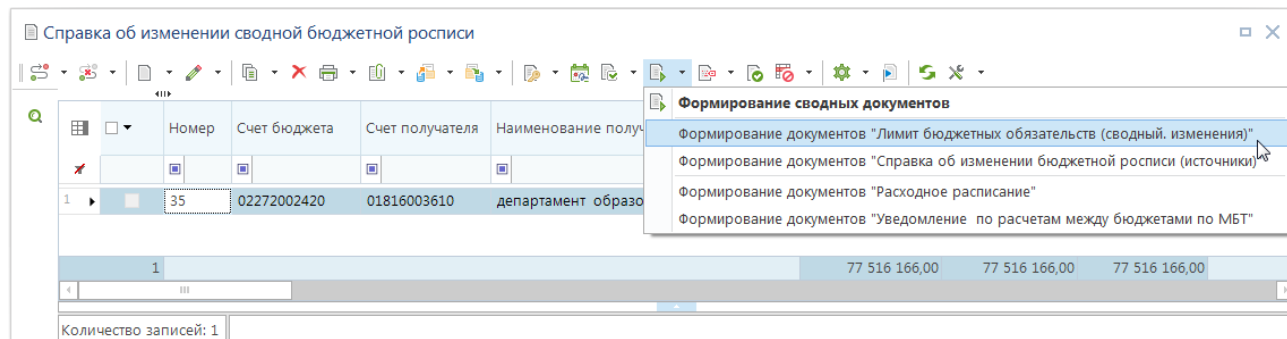 Справка об изменении сводной бюджетной росписи
Формирование сводных документов
Номер Счет бюджета Счет получателя Наименование получ
Формирование документов "Лимит бюджетных обязательств (сводный. изменения)"
Формирование документов "Справка об изменении бюджетной росписи (источники)"
1 35 02272002420 01816003610 департамент образо
Формирование документов "Расходное расписание"
Формирование документов "Уведомление по расчетам между бюджетами по МБТ"
1 77 516 166,00 77 516 166,00 77 516 166,00
Количество записей: 1